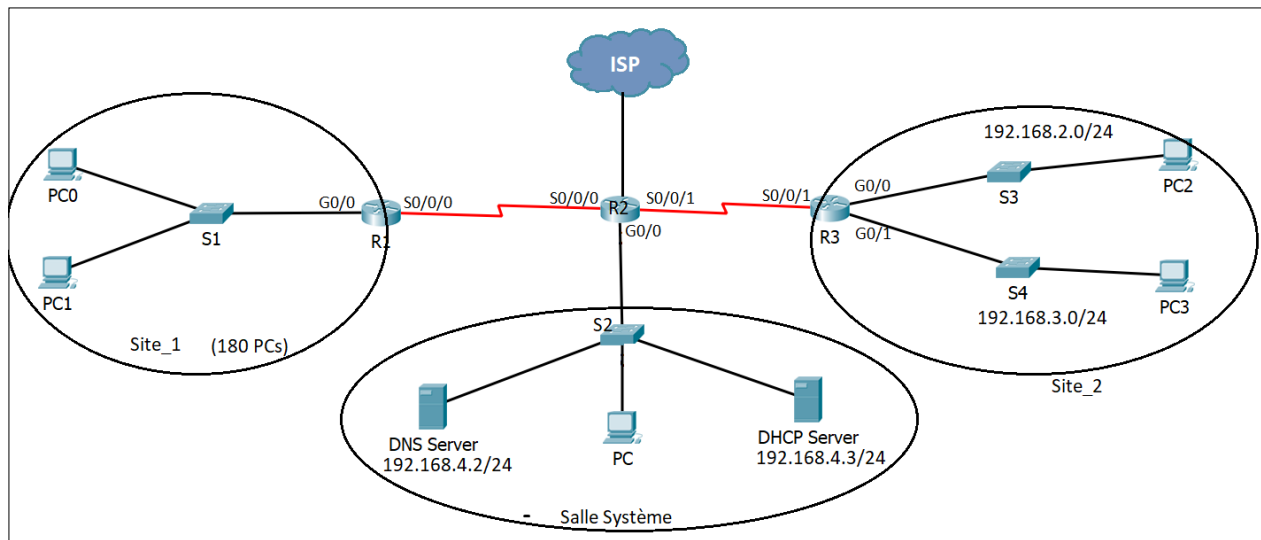 ISP
192.168.2.0/24
PC0
PC2
G0/0
S3
G0/0
S0/0/0
S0/0/0
R2
S0/0/1
S0/0/1
S1
R1
G0/0
R3
G0/1
PC1
S4
PC3
192.168.3.0/24
S2
Site_1 (180 PCs)
Site_2
DNS Server
192.168.4.2/24
PC
DHCP Server
192.168.4.3/24
- Salle Système